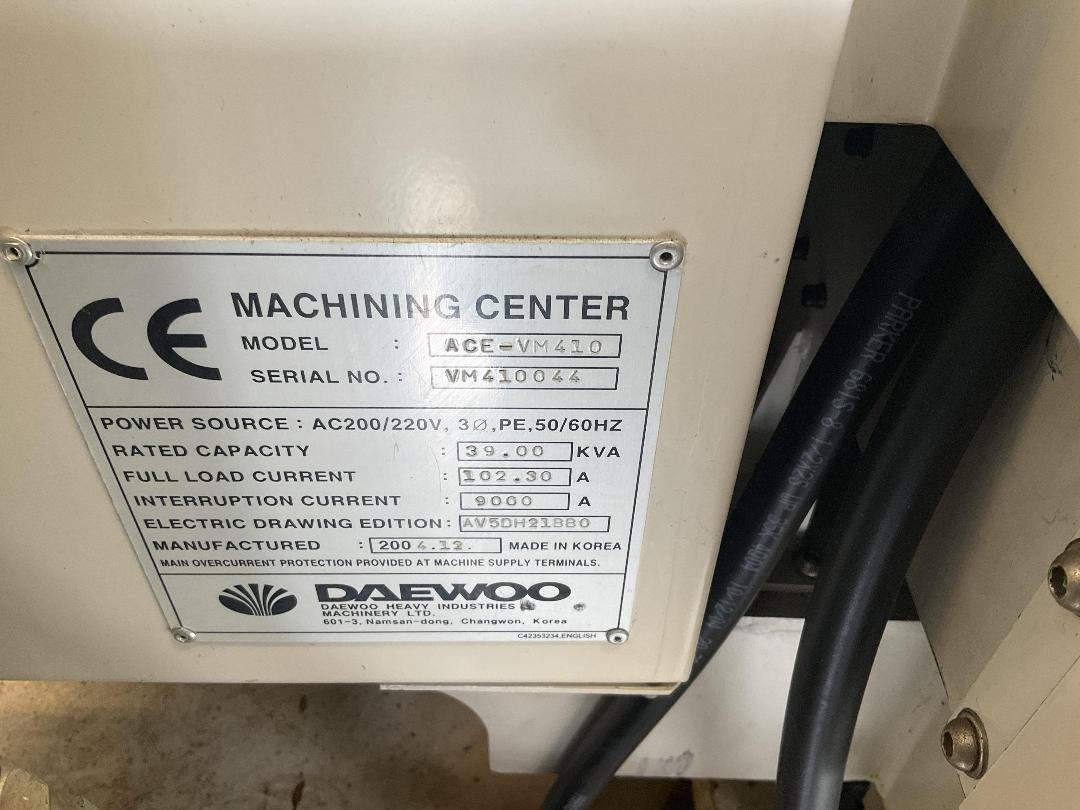 CE
MACHINING CENTER
MODEL : ACE-VM410
SERIAL NO. : VM410044
POWER SOURCE : AC200/220V, 3Ø,PE,50/60HZ
RATED CAPACITY : 39.00 KVA
FULL LOAD CURRENT : 102.30 A
INTERRUPTION CURRENT : 9000 A
ELECTRIC DRAWING EDITION : AV5DH21BB0
MANUFACTURED : 2004.12. MADE IN KOREA
MAIN OVERCURRENT PROTECTION PROVIDED AT MACHINE SUPPLY TERMINALS.
DAEWOO
DAEWOO HEAVY INDUSTRIES &
MACHINERY LTD.
601-3, Namsan-dong, Changwon, Korea
C42353234,ENGLISH
PARKER 681S-8